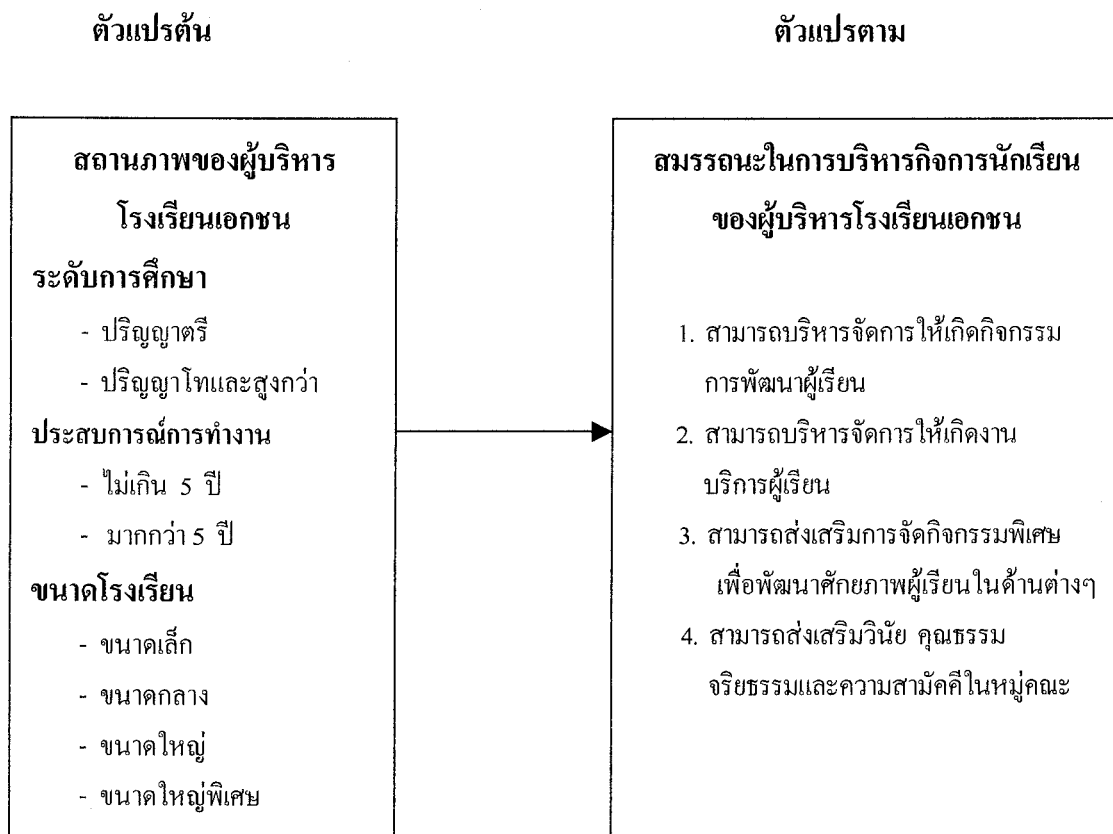 ตัวแปรต้น
ตัวแปรตาม
สถานภาพของผู้บริหาร
โรงเรียนเอกชน
ระดับการศึกษา
- ปริญญาตรี
- ปริญญาโทและสูงกว่า
ประสบการณ์การทำงาน
- ไม่เกิน 5 ปี
- มากกว่า 5 ปี
ขนาดโรงเรียน
- ขนาดเล็ก
- ขนาดกลาง
- ขนาดใหญ่
- ขนาดใหญ่พิเศษ
สมรรถนะในการบริหารกิจการนักเรียน
ของผู้บริหารโรงเรียนเอกชน
1. สามารถบริหารจัดการให้เกิดกิจกรรม
การพัฒนาผู้เรียน
2. สามารถบริหารจัดการให้เกิดงาน
บริการผู้เรียน
3. สามารถส่งเสริมการจัดกิจกรรมพิเศษ
เพื่อพัฒนาศักยภาพผู้เรียนในด้านต่างๆ
4. สามารถส่งเสริมวินัย คุณธรรม
จริยธรรมและความสามัคคีในหมู่คณะ